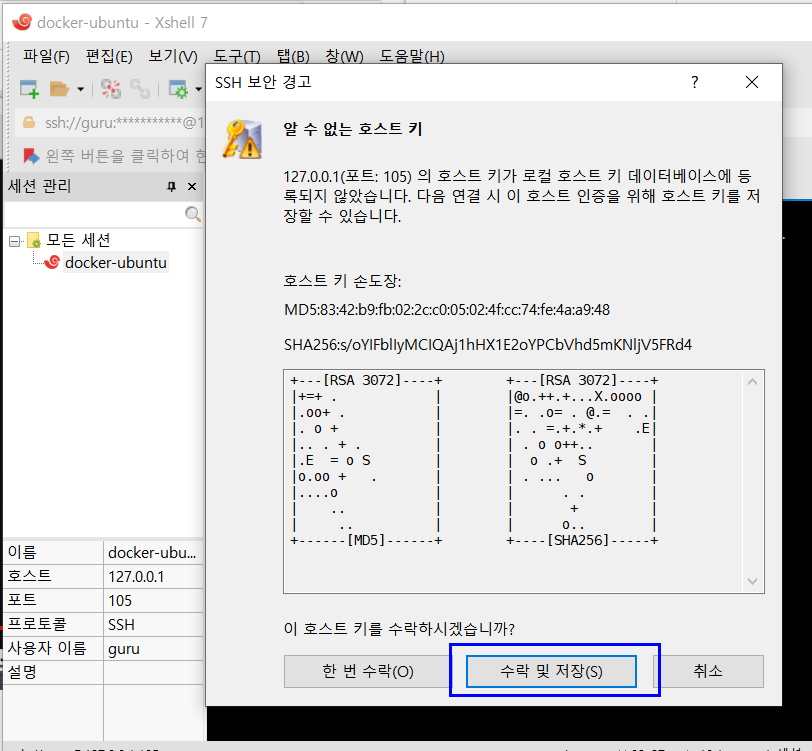 docker-ubuntu - Xshell 7
파일(F) 편집(E) 보기(V) 도구(T) 탭(B) 창(W) 도움말(H)
ssh://guru:***********@1
왼쪽 버튼을 클릭하여 현
세션 관리
모든 세션
docker-ubuntu
이름 docker-ubu...
호스트 127.0.0.1
포트 105
프로토콜 SSH
사용자 이름 guru
설명
SSH 보안 경고
알 수 없는 호스트 키
127.0.0.1(포트: 105) 의 호스트 키가 로컬 호스트 키 데이터베이스에 등
록되지 않았습니다. 다음 연결 시 이 호스트 인증을 위해 호스트 키를 저
장할 수 있습니다.
호스트 키 손도장:
MD5:83:42:b9:fb:02:2c:c0:05:02:4f:cc:74:fe:4a:a9:48
SHA256:s/oYIFblIyMCIQAj1hHX1E2oYPCbVhd5mKNljV5FRd4
+---[RSA 3072]----+ +---[RSA 3072]----+
|+=+ . | |@o.++.+...X.oooo |
|.oo+ . | |=. .o= . @.= . .|
|. o + | |. . =.+.*.+ .E|
|.. . + . | | . o o++.. |
|.E = o S | | o .+ S |
|o.oo + . | | . ... o |
|....o | | . . |
| .. | | + |
| .. | | o.. |
+------[MD5]------+ +----[SHA256]-----+
이 호스트 키를 수락하시겠습니까?
한 번 수락(O) 수락 및 저장(S) 취소